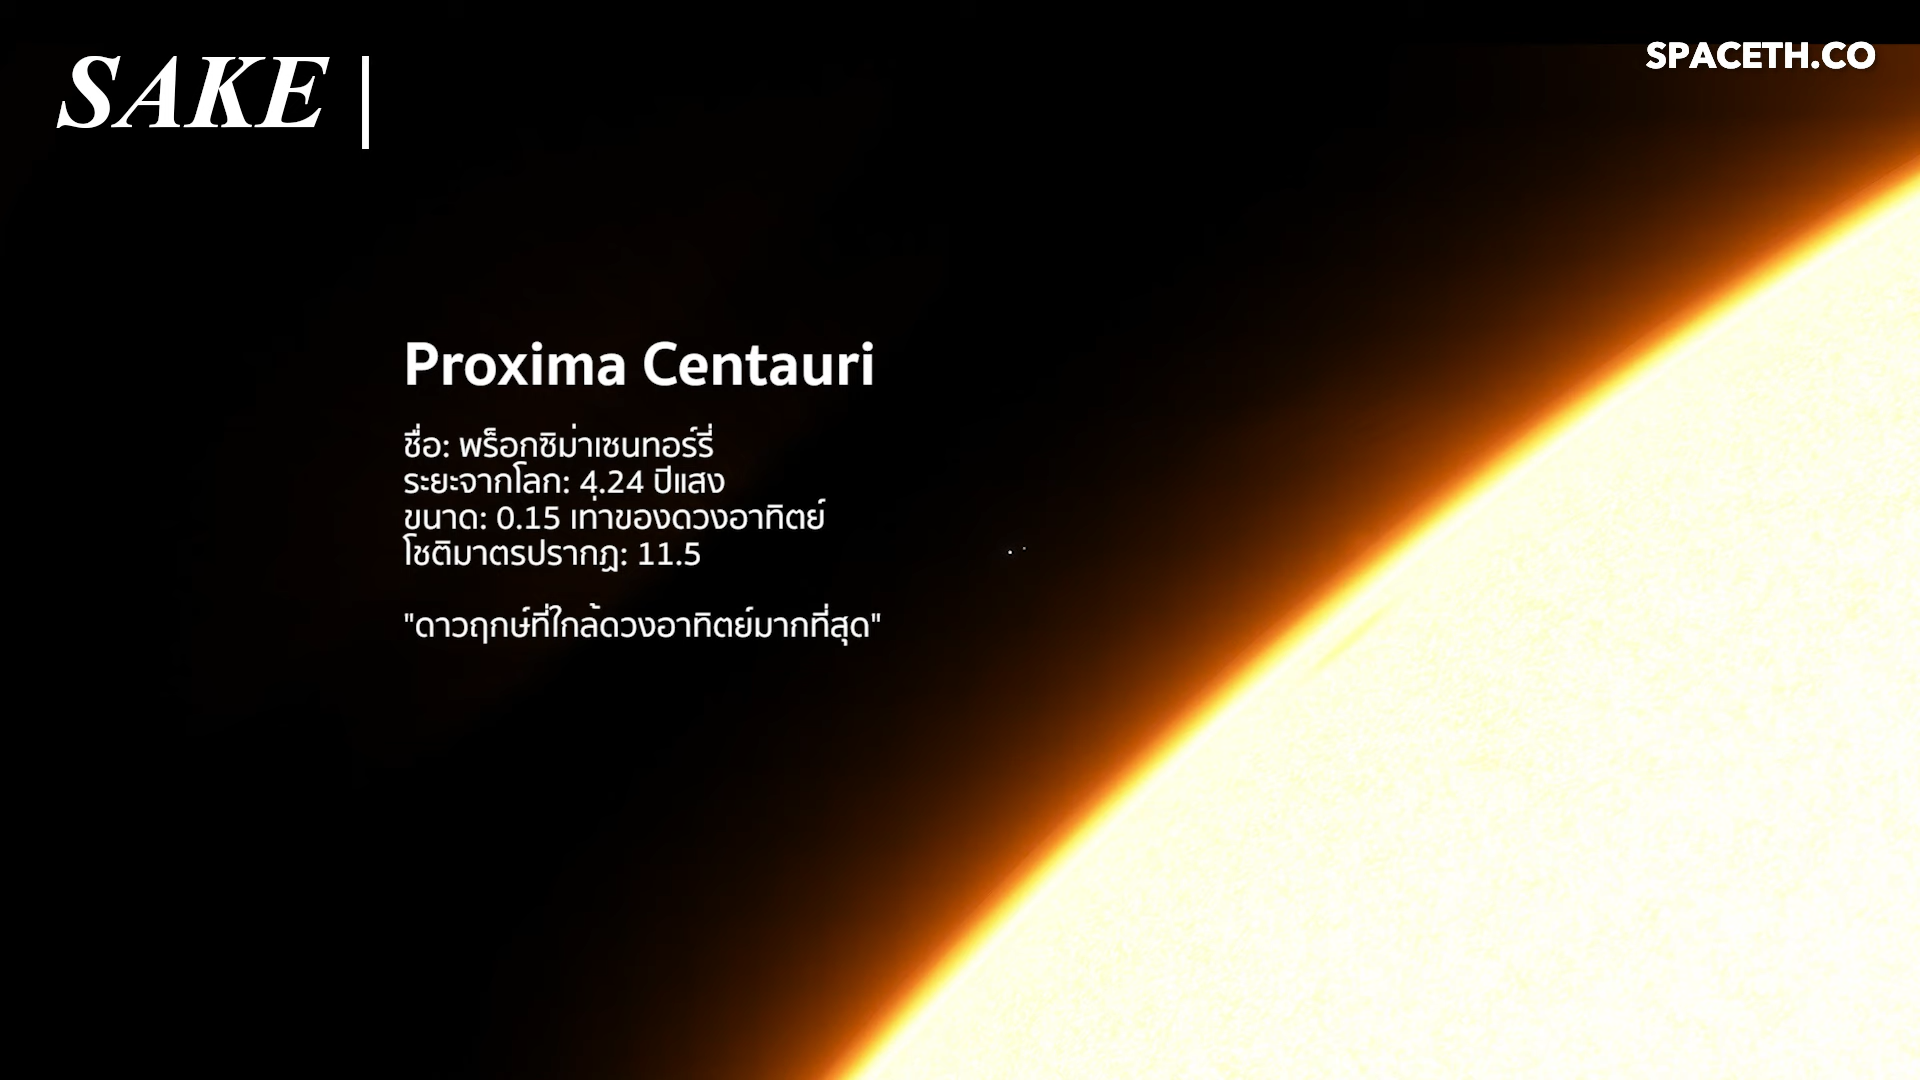 SAKE |
SPACETH.CO
Proxima Centauri
ชื่อ: พร็อกซิม่าเซนทอร์รี่
ระยะจากโลก: 4.24 ปีแสง
ขนาด: 0.15 เท่าของดวงอาทิตย์
โชติมาตรปรากฏ: 11.5
"ดาวฤกษ์ที่ใกล้ดวงอาทิตย์มากที่สุด"